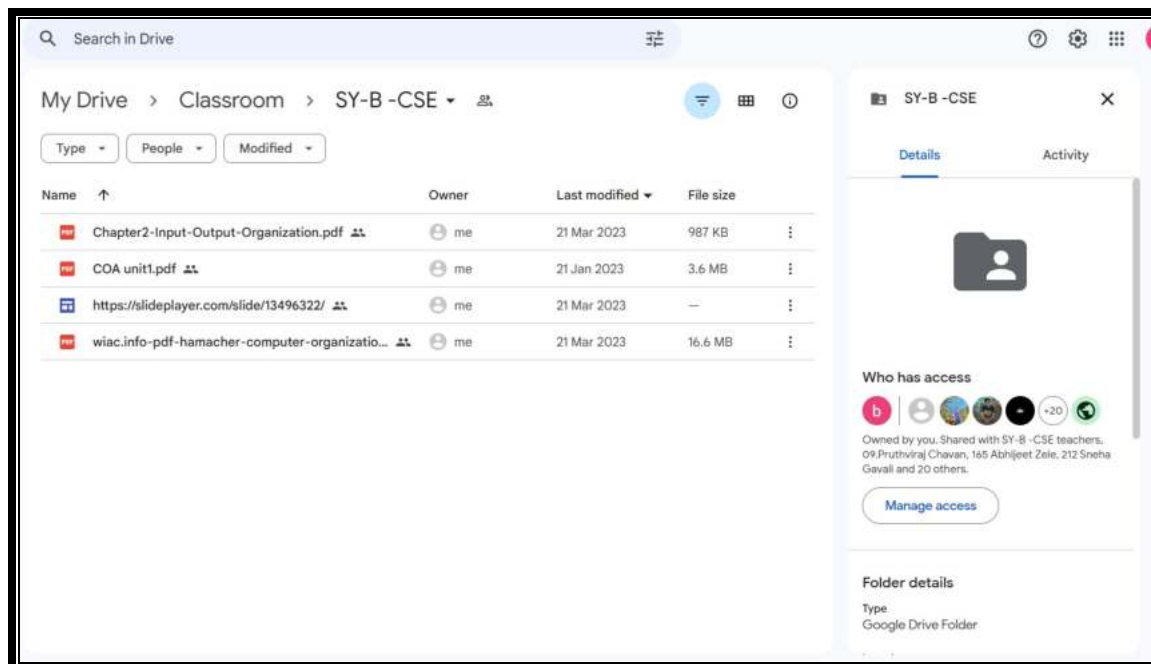 Search in Drive
My Drive > Classroom > SY-B -CSE
Type People Modified
Name Owner Last modified File size
Chapter2-Input-Output-Organization.pdf me 21 Mar 2023 987 KB
COA unit1.pdf me 21 Jan 2023 3.6 MB
https://slideplayer.com/slide/13496322/ me 21 Mar 2023 —
wiac.info-pdf-hamacher-computer-organizatio... me 21 Mar 2023 16.6 MB
SY-B -CSE
Details Activity
Who has access
b +20
Owned by you. Shared with SY-B -CSE teachers,
09.Pruthviraj Chavan, 165 Abhijeet Zele, 212 Sneha
Gavali and 20 others.
Manage access
Folder details
Type
Google Drive Folder